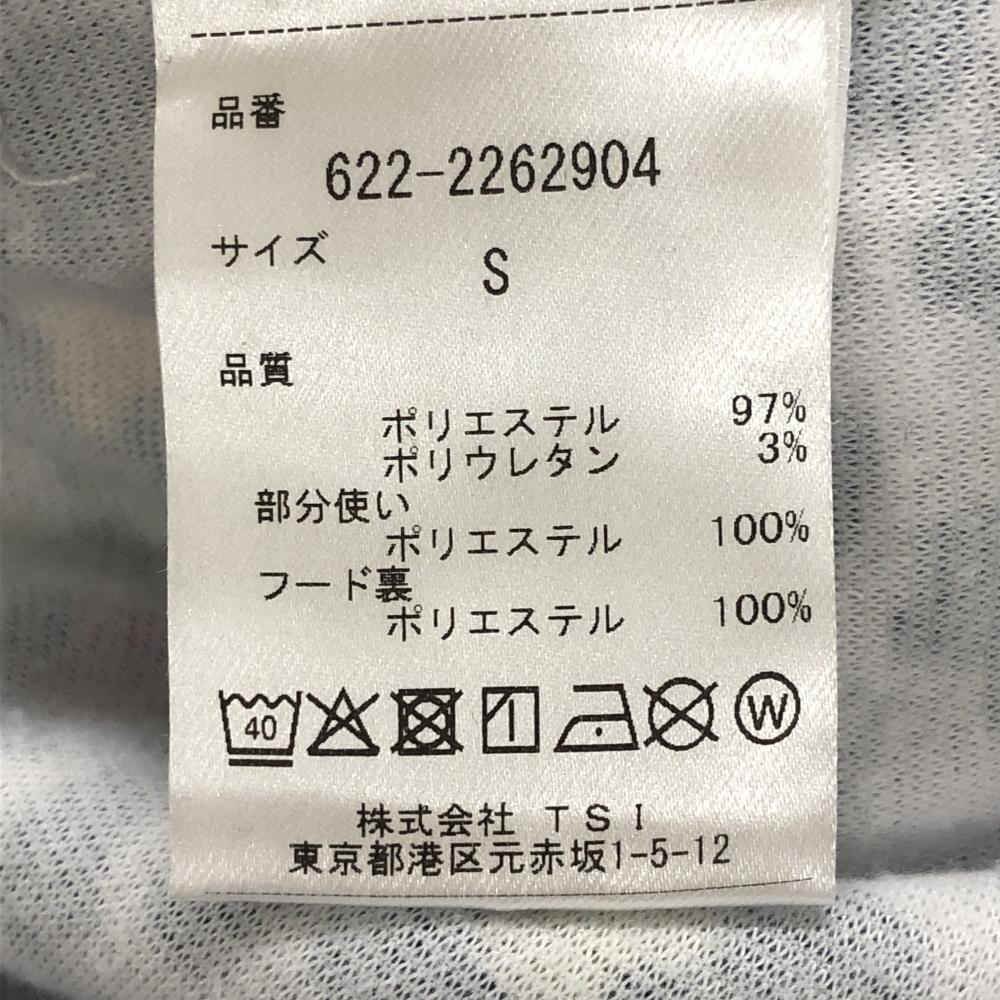 品番
622-2262904
サイズ S
品質
ポリエステル 97%
ポリウレタン 3%
部分使い
ポリエステル 100%
フード裏
ポリエステル 100%
40 W
株式会社 TSI
東京都港区元赤坂1-5-12